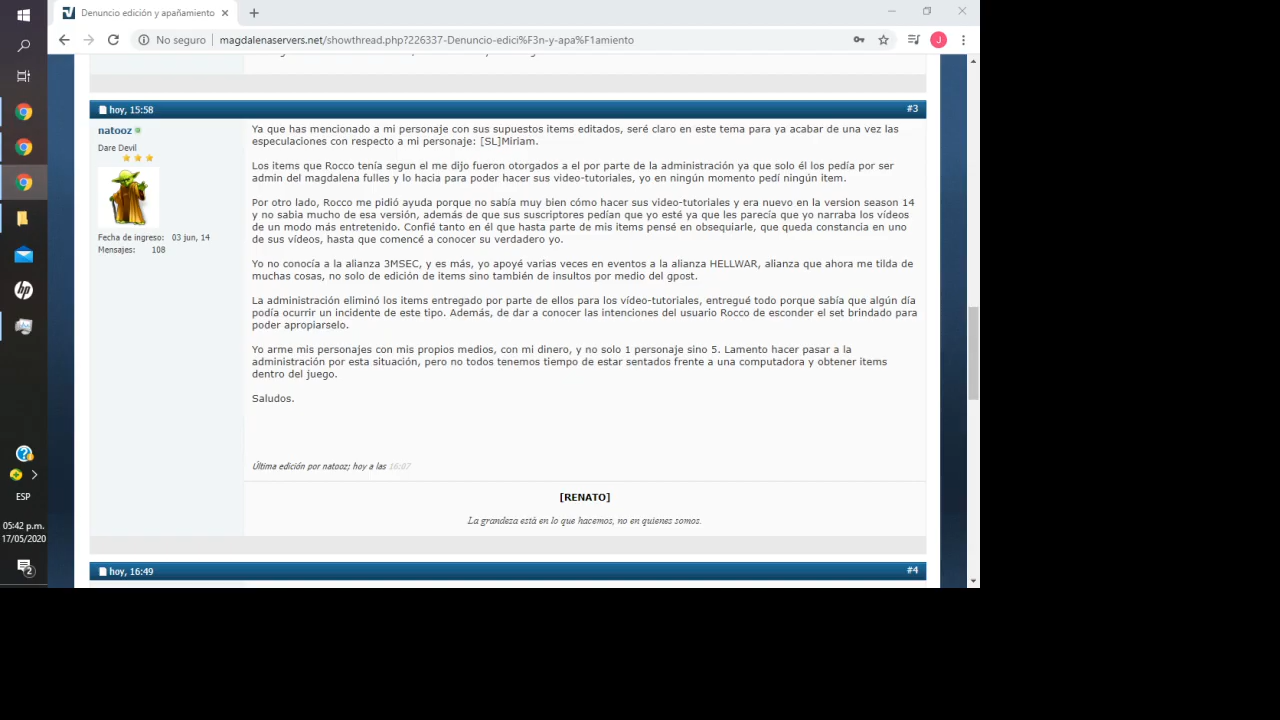 Denuncio edición y apañamiento
No seguro
magdalenaservers.net/showthread.php?226337-Denuncio-edici%F3n-y-apa%F1amiento
J
hoy, 15:58
#3
natooz
Dare Devil
Fecha de ingreso: 03 jun, 14
Mensajes: 108
Ya que has mencionado a mi personaje con sus supuestos items editados, seré claro en este tema para ya acabar de una vez las
especulaciones con respecto a mi personaje: [SL]Miriam.
Los items que Rocco tenía segun el me dijo fueron otorgados a el por parte de la administración ya que solo él los pedía por ser
admin del magdalena fulles y lo hacia para poder hacer sus video-tutoriales, yo en ningún momento pedí ningún item.
Por otro lado, Rocco me pidió ayuda porque no sabía muy bien cómo hacer sus video-tutoriales y era nuevo en la version season 14
y no sabia mucho de esa versión, además de que sus suscriptores pedían que yo esté ya que les parecía que yo narraba los vídeos
de un modo más entretenido. Confié tanto en él que hasta parte de mis items pensé en obsequiarle, que queda constancia en uno
de sus vídeos, hasta que comencé a conocer su verdadero yo.
Yo no conocía a la alianza 3MSEC, y es más, yo apoyé varias veces en eventos a la alianza HELLWAR, alianza que ahora me tilda de
muchas cosas, no solo de edición de items sino también de insultos por medio del gpost.
La administración eliminó los items entregado por parte de ellos para los vídeo-tutoriales, entregué todo porque sabía que algún día
podía ocurrir un incidente de este tipo. Además, de dar a conocer las intenciones del usuario Rocco de esconder el set brindado para
poder apropiarselo.
Yo arme mis personajes con mis propios medios, con mi dinero, y no solo 1 personaje sino 5. Lamento hacer pasar a la
administración por esta situación, pero no todos tenemos tiempo de estar sentados frente a una computadora y obtener items
dentro del juego.
Saludos.
Última edición por natooz; hoy a las 16:07
[RENATO]
La grandeza está en lo que hacemos, no en quienes somos.
hoy, 16:49
#4
hp
ESP
05:42 p.m.
17/05/2020
2